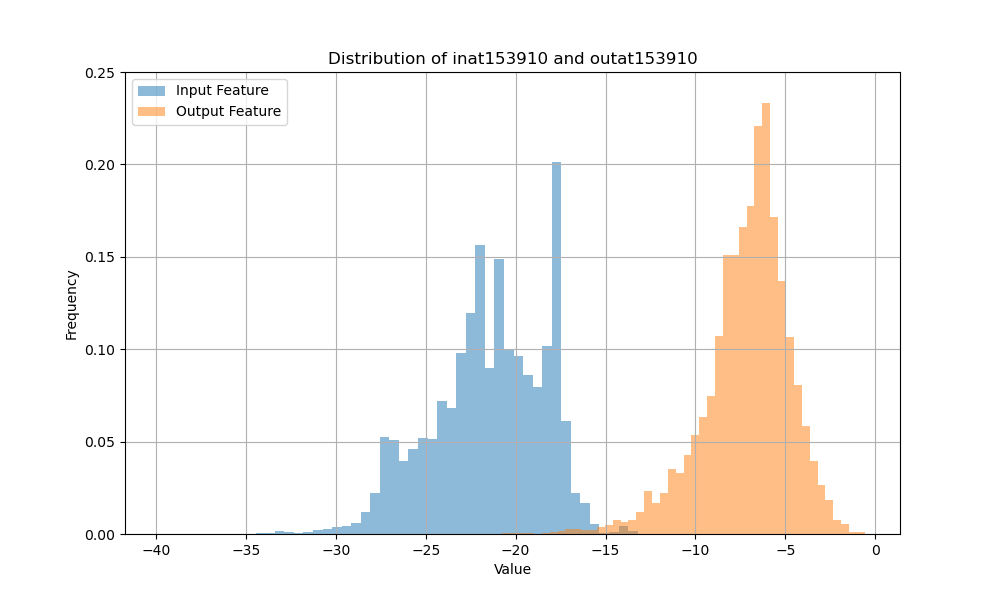 Distribution of inat153910 and outat153910
Input Feature
Output Feature
Frequency
0.25
0.20
0.15
0.10
0.05
0.00
−40 −35 −30 −25 −20 −15 −10 −5 0
Value